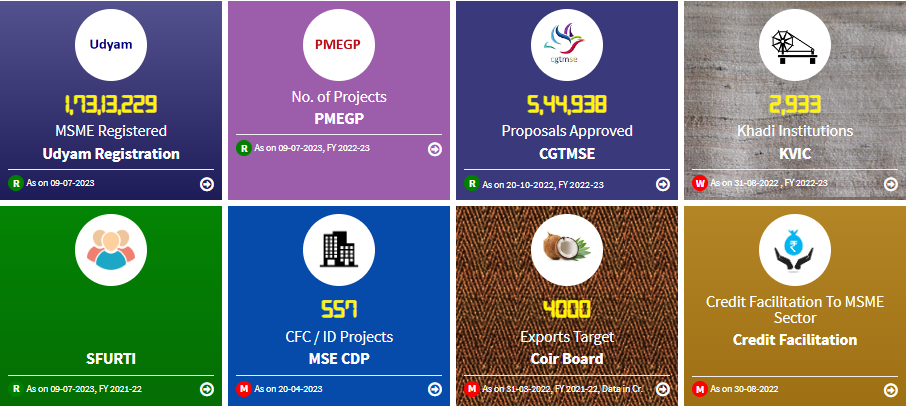 Udyam
1,73,13,229
MSME Registered
Udyam Registration
R As on 09-07-2023
PMEGP
No. of Projects
PMEGP
R As on 09-07-2023, FY 2022-23
cgtmse
5,44,938
Proposals Approved
CGTMSE
R As on 20-10-2022, FY 2022-23
2,933
Khadi Institutions
KVIC
W As on 31-08-2022 , FY 2022-23
SFURTI
R As on 09-07-2023, FY 2021-22
557
CFC / ID Projects
MSE CDP
M As on 20-04-2023
4000
Exports Target
Coir Board
M As on 31-03-2022, FY 2021-22, Data in Cr.
₹
Credit Facilitation To MSME
Sector
Credit Facilitation
M As on 30-08-2022